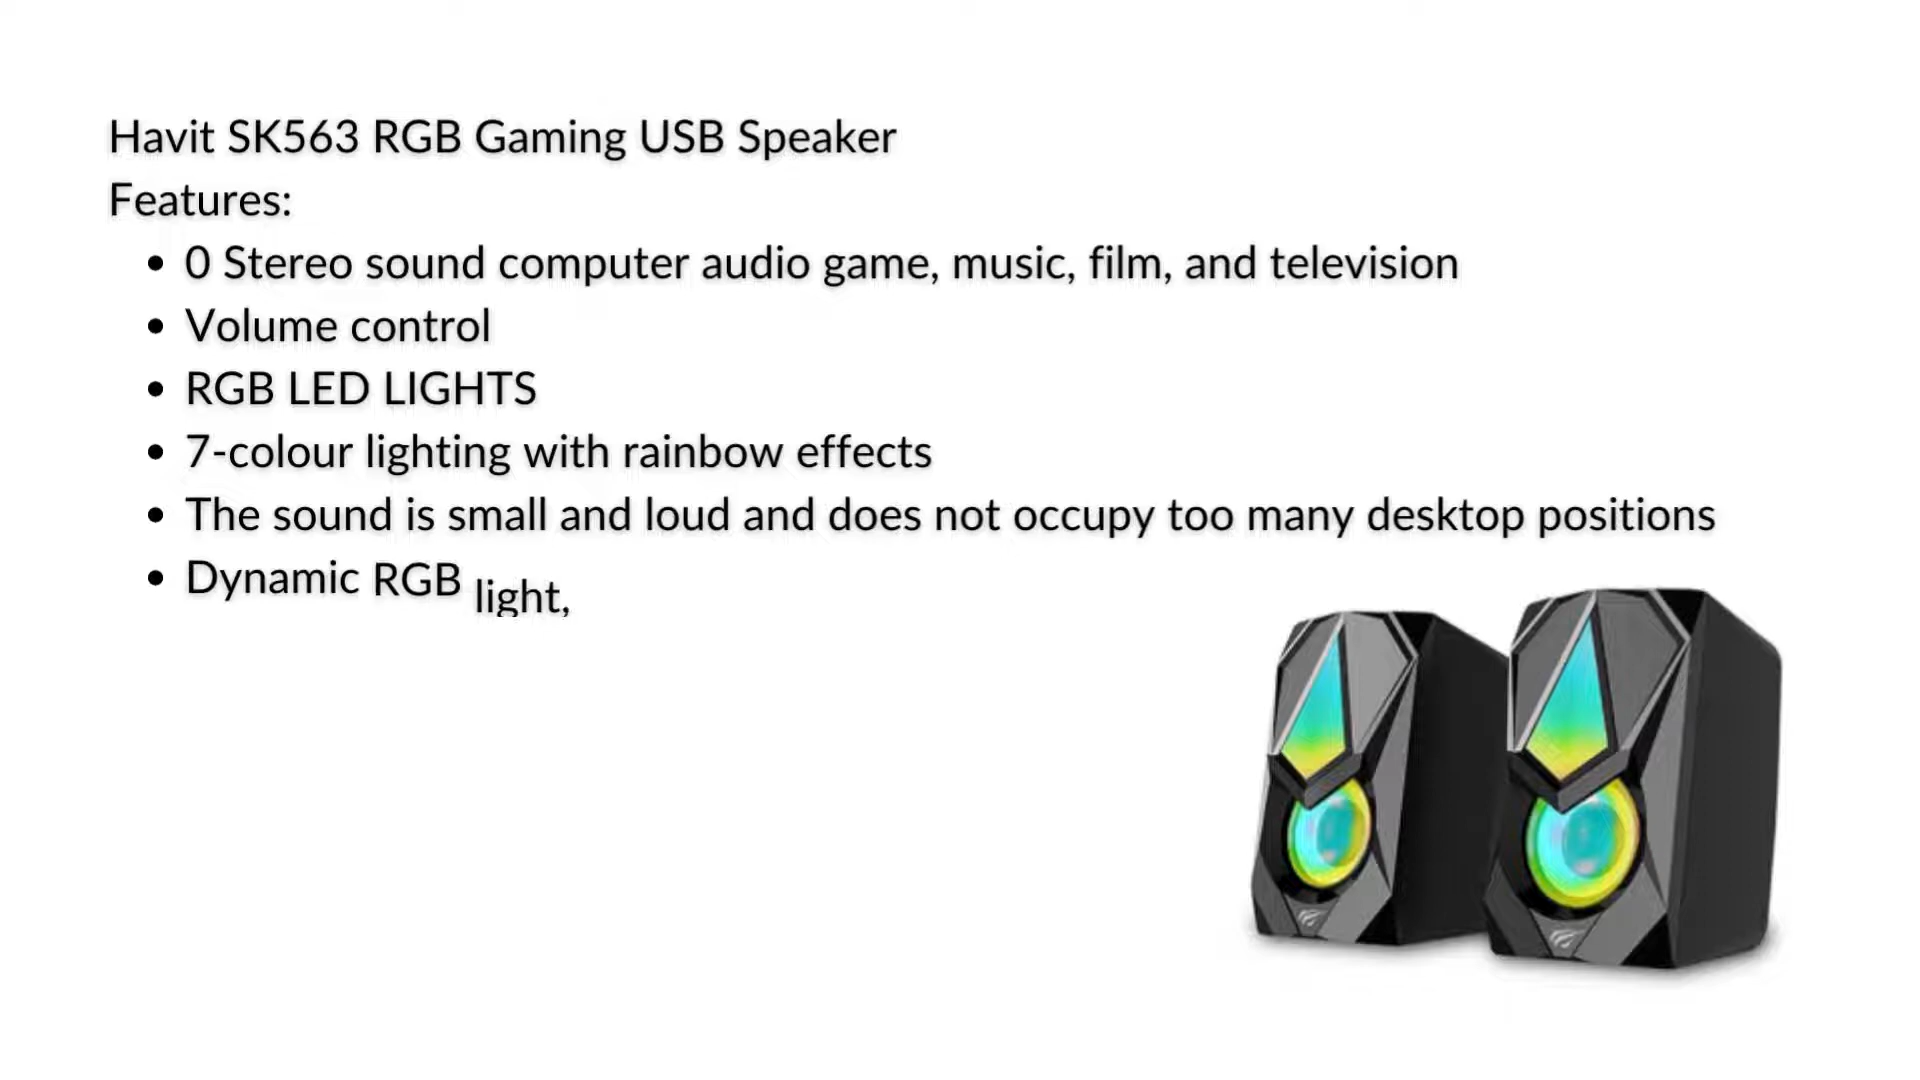 Havit SK563 RGB Gaming USB Speaker
Features:
• 0 Stereo sound computer audio game, music, film, and television
• Volume control
• RGB LED LIGHTS
• 7-colour lighting with rainbow effects
• The sound is small and loud and does not occupy too many desktop positions
• Dynamic RGB light,